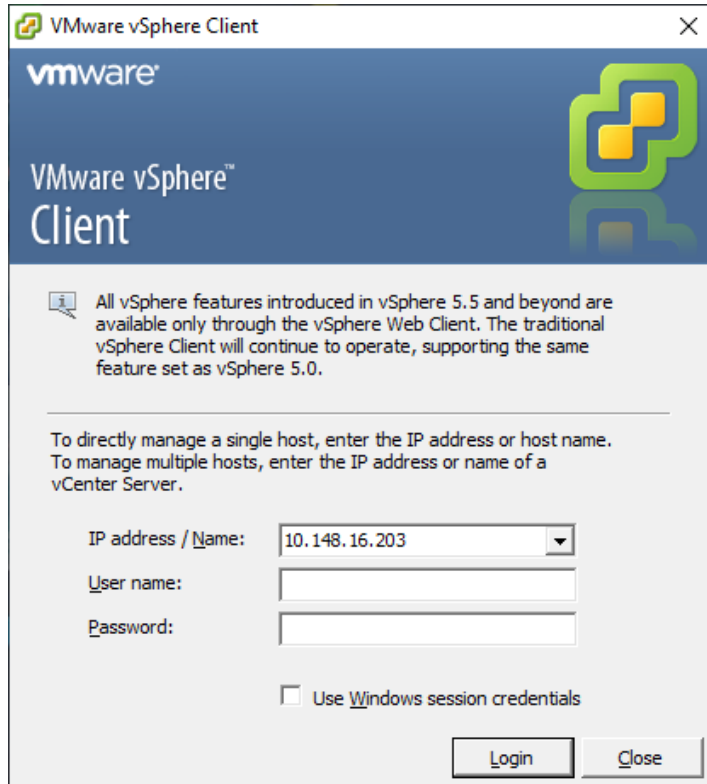 VMware vSphere Client
vmware
VMware vSphere™
Client
All vSphere features introduced in vSphere 5.5 and beyond are
available only through the vSphere Web Client. The traditional
vSphere Client will continue to operate, supporting the same
feature set as vSphere 5.0.
To directly manage a single host, enter the IP address or host name.
To manage multiple hosts, enter the IP address or name of a
vCenter Server.
IP address / Name: 10.148.16.203
User name:
Password:
Use Windows session credentials
Login Close